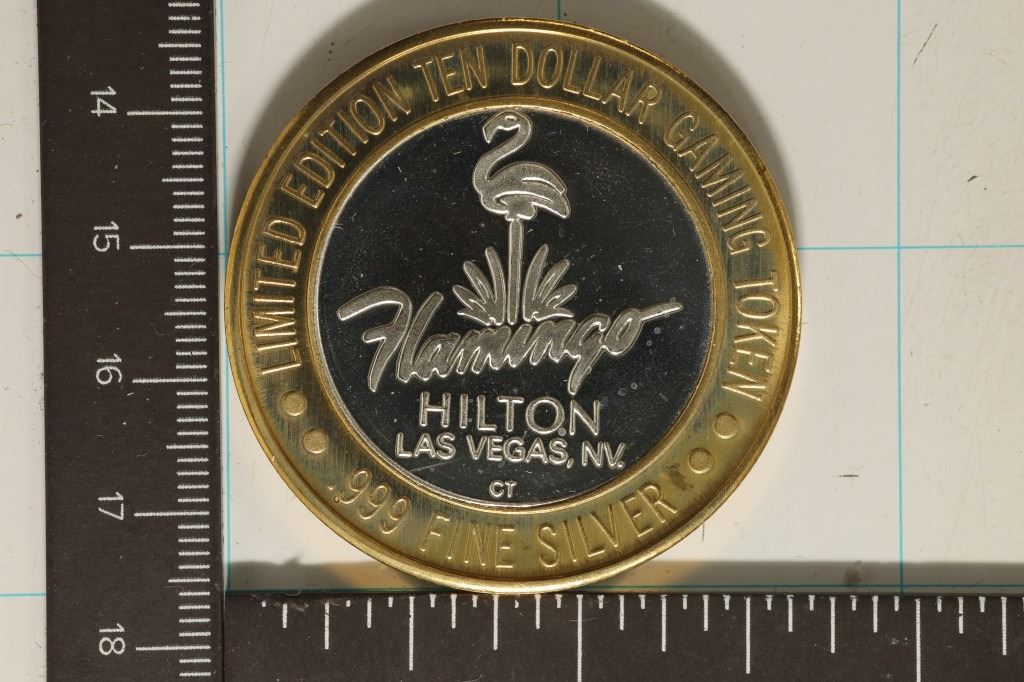 LIMITED EDITION TEN DOLLAR GAMING TOKEN
Flamingo
HILTON
LAS VEGAS, NV.
CT
.999 FINE SILVER
14
15
16
17
18